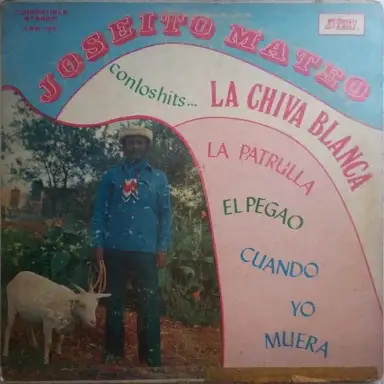 JOSEITO MATEO
conloshits...
LA CHIVA BLANCA
LA PATRULLA
EL PEGAO
CUANDO
YO
MUERA